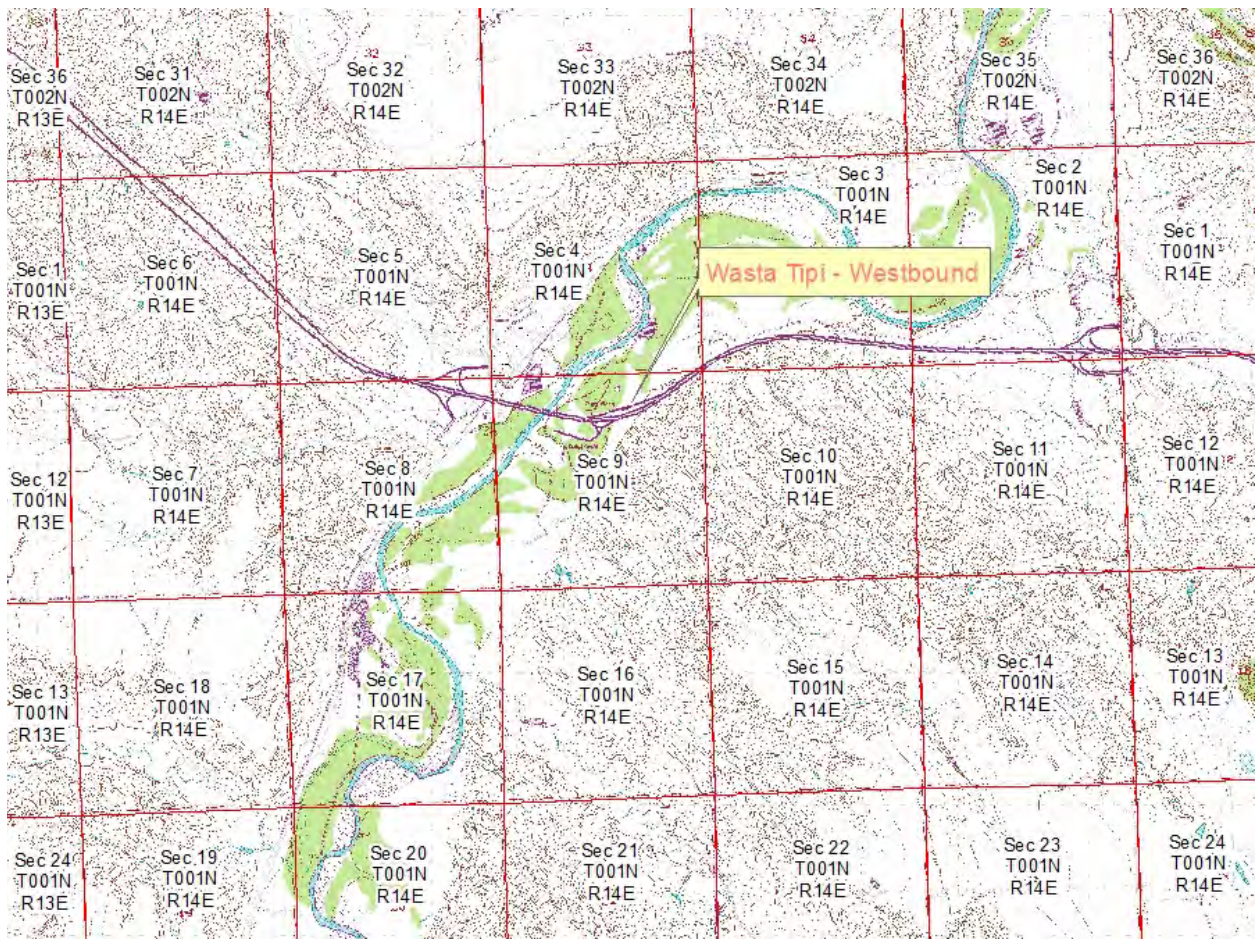 Sec 36
T002N
R13E
Sec 31
T002N
R14E
32
Sec 32
T002N
R14E
Sec 33
T002N
R14E
34
Sec 34
T002N
R14E
Sec 35
T002N
R14E
Sec 36
T002N
R14E
Sec 1
T001N
R13E
Sec 6
T001N
R14E
Sec 5
T001N
R14E
Sec 4
T001N
R14E
Sec 3
T001N
R14E
Sec 2
T001N
R14E
Sec 1
T001N
R14E
Wasta Tipi - Westbound
Sec 12
T001N
R13E
Sec 7
T001N
R14E
Sec 8
T001N
R14E
Sec 9
T001N
R14E
Sec 10
T001N
R14E
Sec 11
T001N
R14E
Sec 12
T001N
R14E
Sec 13
T001N
R13E
Sec 18
T001N
R14E
Sec 17
T001N
R14E
Sec 16
T001N
R14E
Sec 15
T001N
R14E
Sec 14
T001N
R14E
Sec 13
T001N
R14E
Sec 24
T001N
R13E
Sec 19
T001N
R14E
Sec 20
T001N
R14E
Sec 21
T001N
R14E
Sec 22
T001N
R14E
Sec 23
T001N
R14E
Sec 24
T001N
R14E